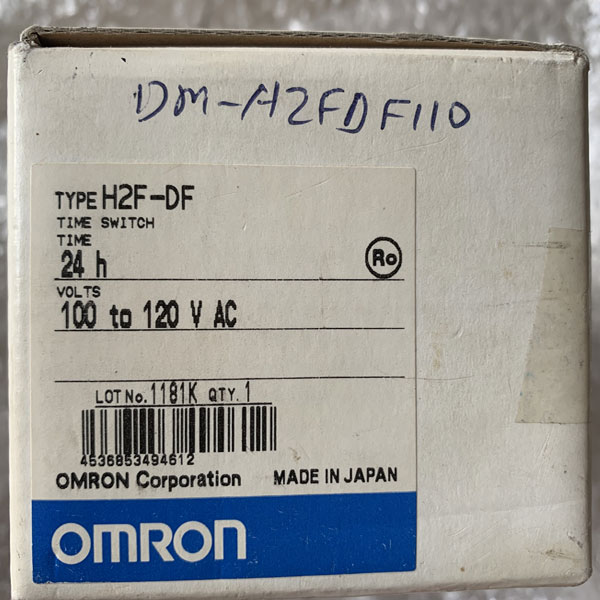 DM-H2FDF110
TYPE H2F-DF
TIME SWITCH
TIME
24 h
Ro
VOLTS
100 to 120 V AC
LOT No. 1181K QTY. 1
4536853494612
OMRON Corporation MADE IN JAPAN
OMRON